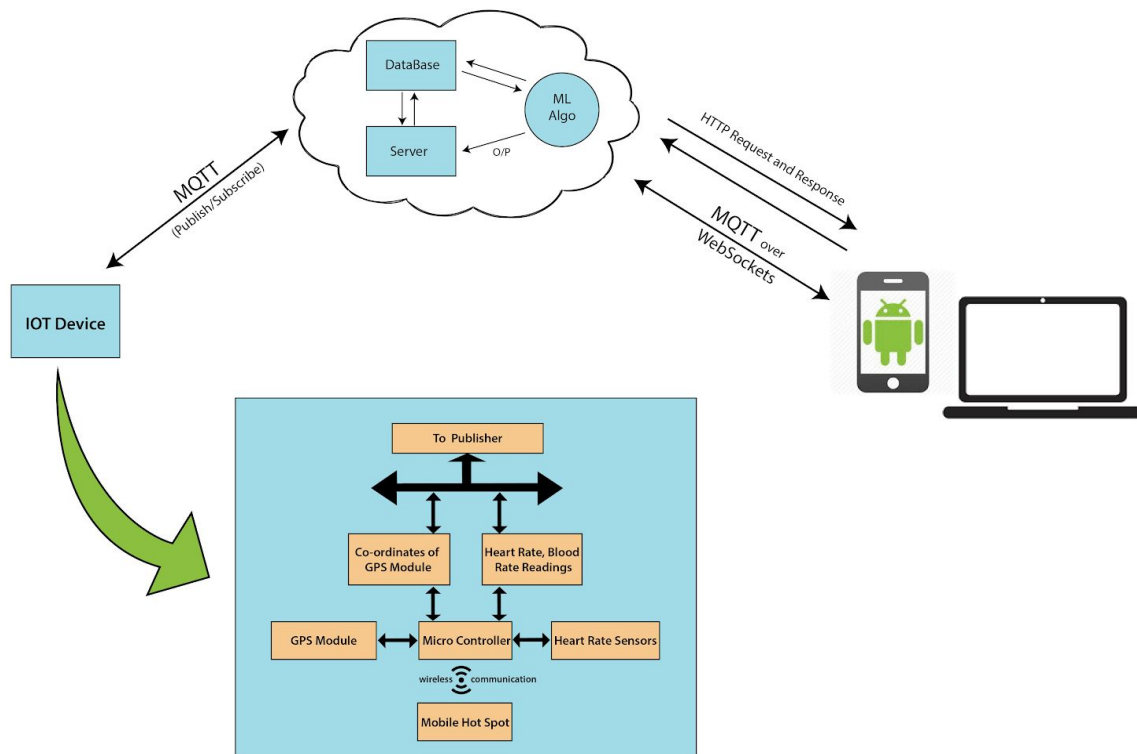 DataBase
ML
Algo
Server
O/P
MQTT
(Publish/Subscribe)
HTTP Request and Response
MQTT over
WebSockets
IOT Device
To Publisher
Co-ordinates of
GPS Module
Heart Rate, Blood
Rate Readings
GPS Module
Micro Controller
Heart Rate Sensors
wireless communication
Mobile Hot Spot